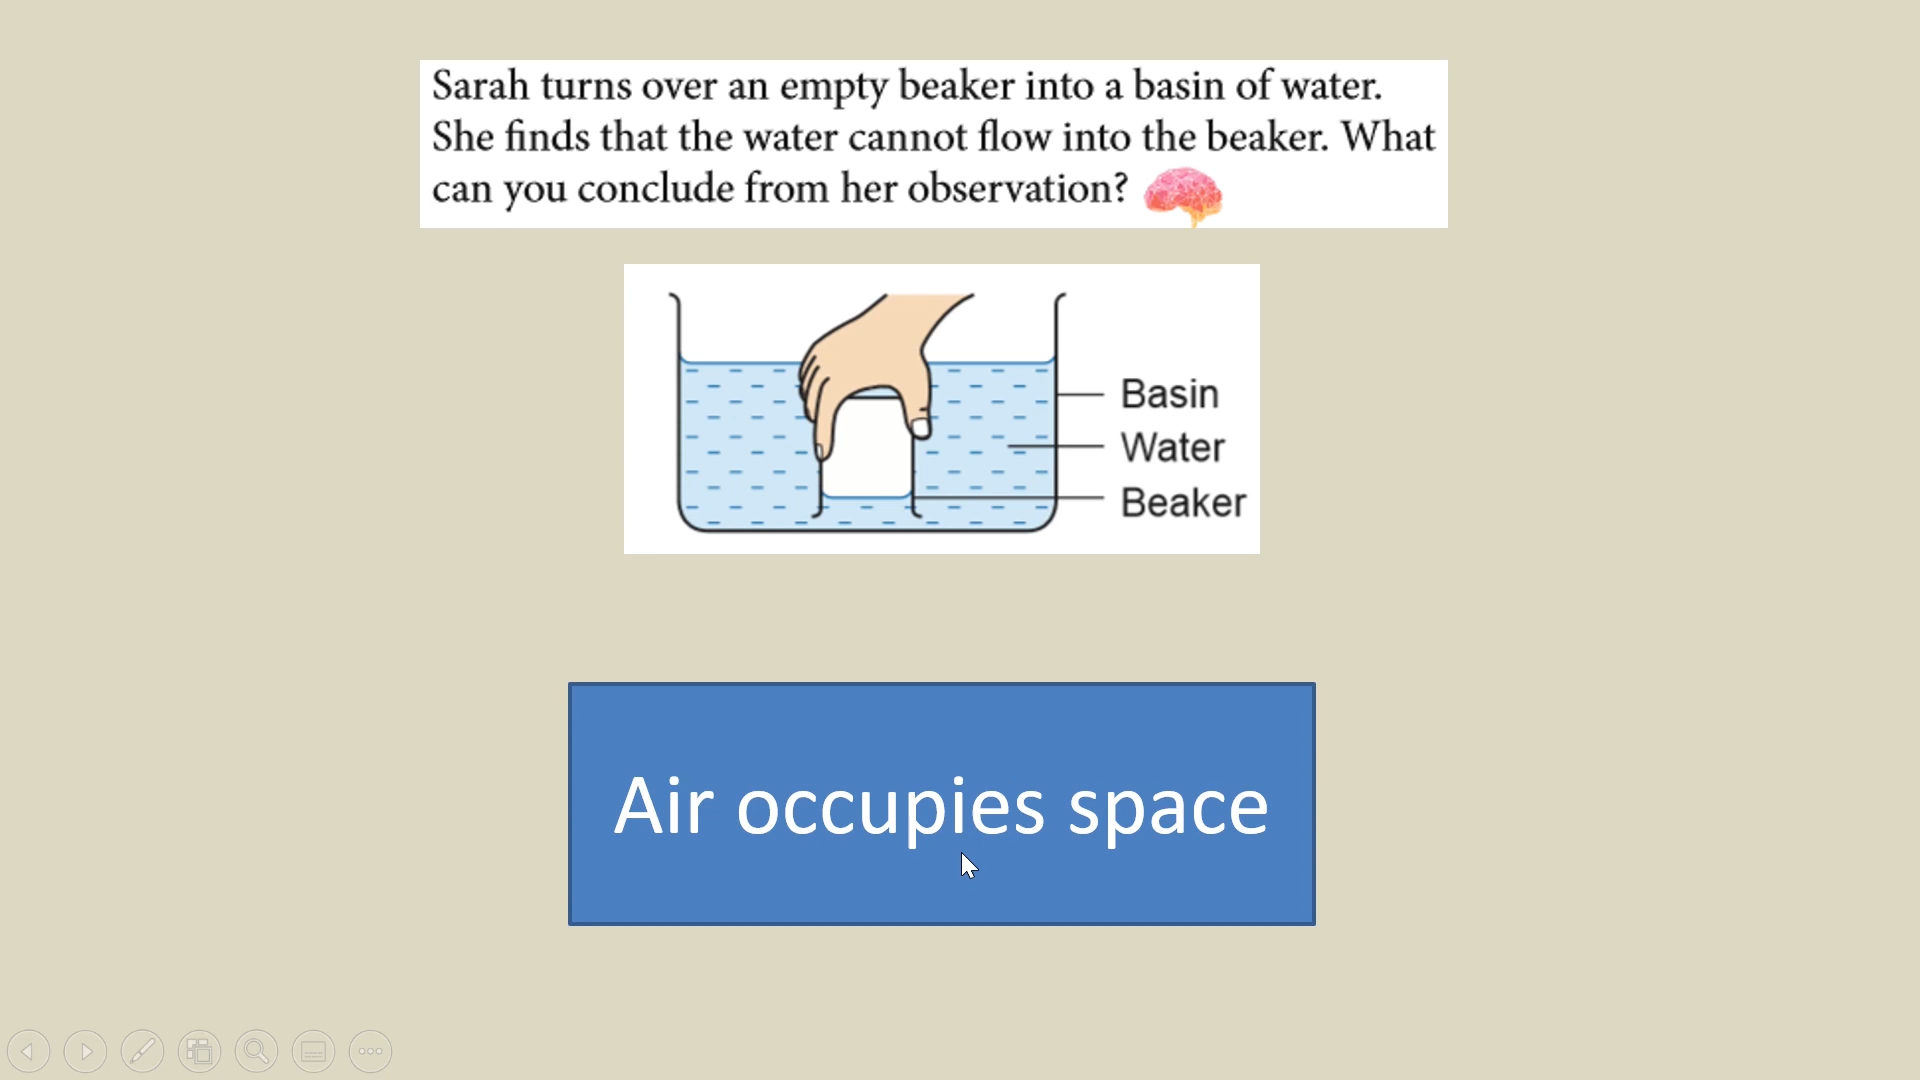 Sarah turns over an empty beaker into a basin of water.
She finds that the water cannot flow into the beaker. What
can you conclude from her observation?
Basin
Water
Beaker
Air occupies space